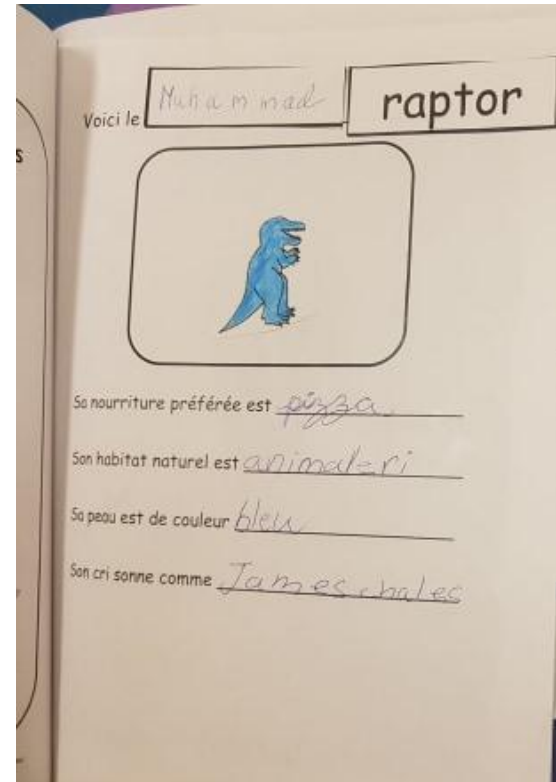 Voici le Muhammad raptor
s
Sa nourriture préférée est pizza
Son habitat naturel est animaleri
Sa peau est de couleur bleu
Son cri sonne comme James chales